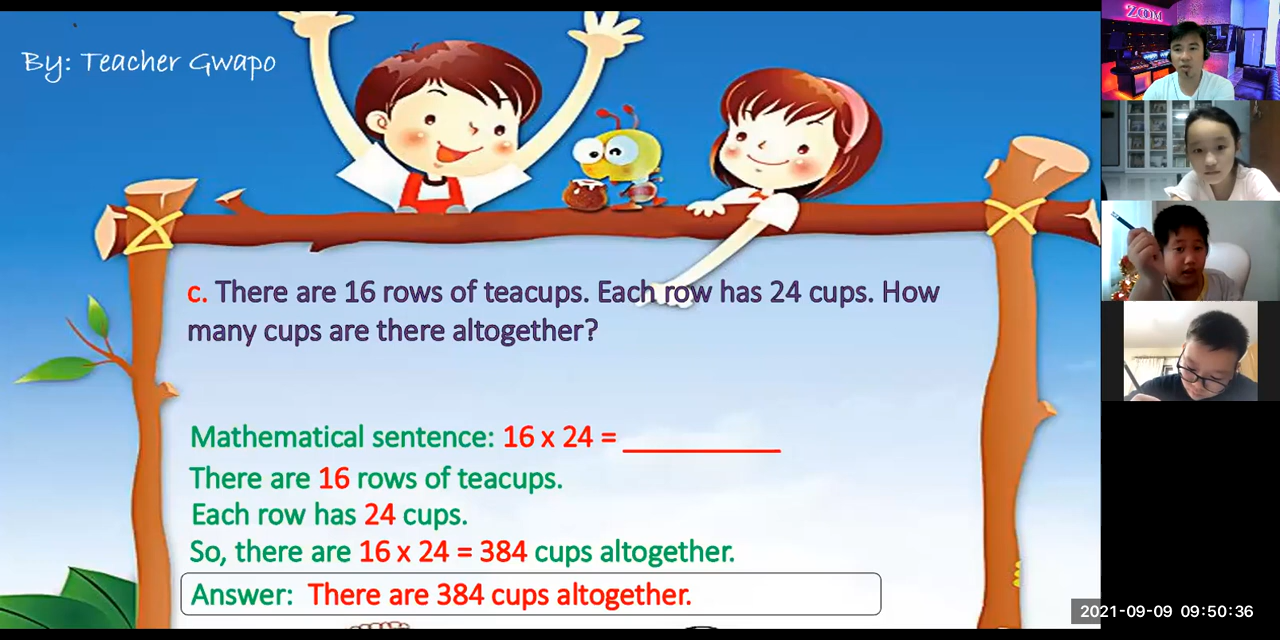 By: Teacher Gwapo
ZOOM
c. There are 16 rows of teacups. Each row has 24 cups. How
many cups are there altogether?
Mathematical sentence: 16 x 24 = __________
There are 16 rows of teacups.
Each row has 24 cups.
So, there are 16 x 24 = 384 cups altogether.
Answer: There are 384 cups altogether.
2021-09-09 09:50:36